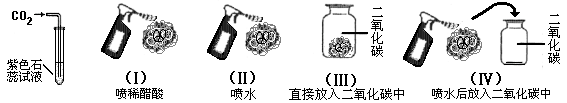 CO₂
紫色石
蕊试液
(Ⅰ)
喷稀醋酸
(Ⅱ)
喷水
二氧化碳
(Ⅲ)
直接放入二氧化碳中
二氧化碳
(Ⅳ)
喷水后放入二氧化碳中